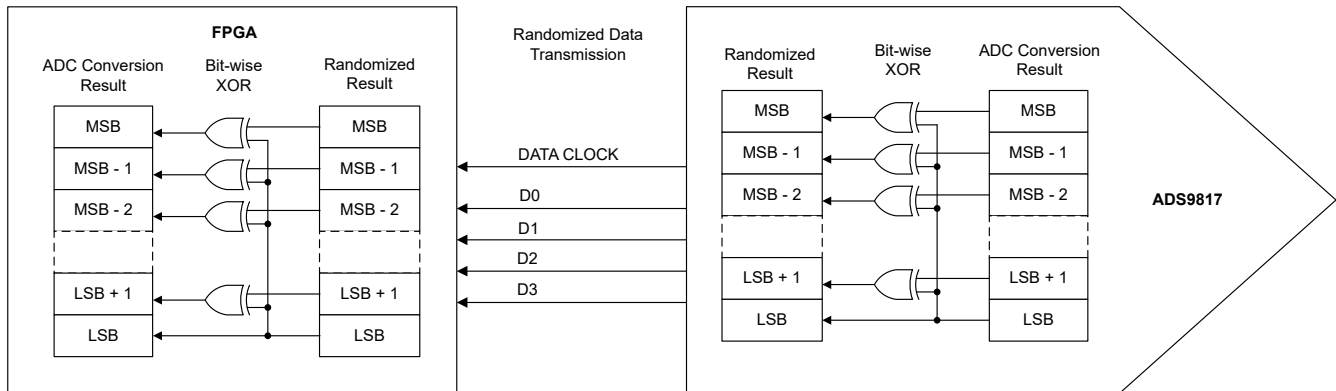 FPGA
ADC Conversion
Result
Bit-wise
XOR
Randomized
Result
MSB
MSB
MSB - 1
MSB - 1
MSB - 2
MSB - 2
LSB + 1
LSB + 1
LSB
LSB
Randomized Data
Transmission
DATA CLOCK
D0
D1
D2
D3
Randomized
Result
Bit-wise
XOR
ADC Conversion
Result
MSB
MSB
MSB - 1
MSB - 1
MSB - 2
MSB - 2
LSB + 1
LSB + 1
LSB
LSB
ADS9817